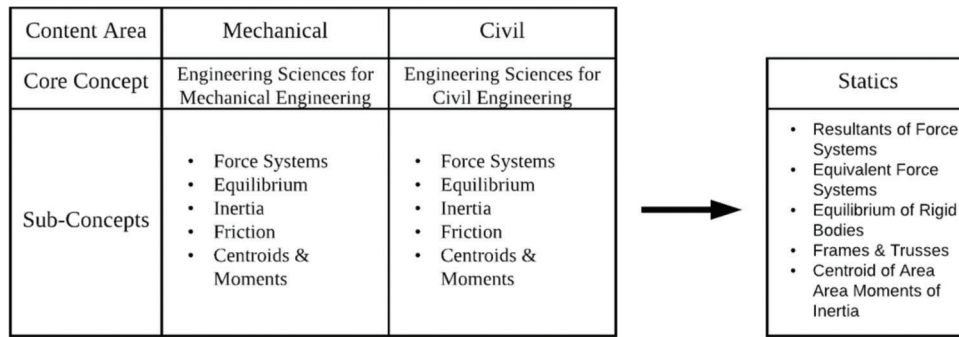 Content Area
Mechanical
Civil
Core Concept
Engineering Sciences for
Mechanical Engineering
Engineering Sciences for
Civil Engineering
Sub-Concepts
• Force Systems
• Equilibrium
• Inertia
• Friction
• Centroids &
Moments
• Force Systems
• Equilibrium
• Inertia
• Friction
• Centroids &
Moments
Statics
• Resultants of Force
Systems
• Equivalent Force
Systems
• Equilibrium of Rigid
Bodies
• Frames & Trusses
• Centroid of Area
Area Moments of
Inertia